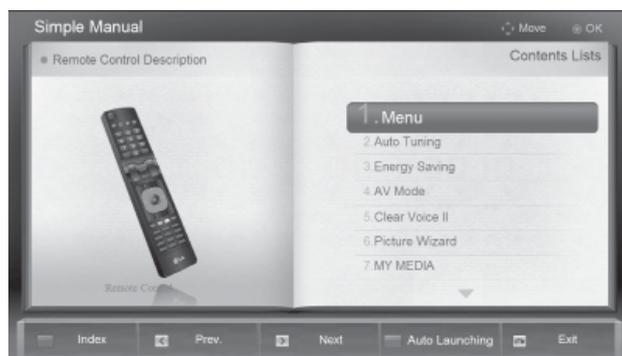 Simple Manual
Move
OK
Remote Control Description
Contents Lists
1.Menu
2.Auto Tuning
3.Energy Saving
4.AV Mode
5.Clear Voice II
6.Picture Wizard
7.MY MEDIA
LG
Remote
Index
Prev.
Next
Auto Launching
Exit